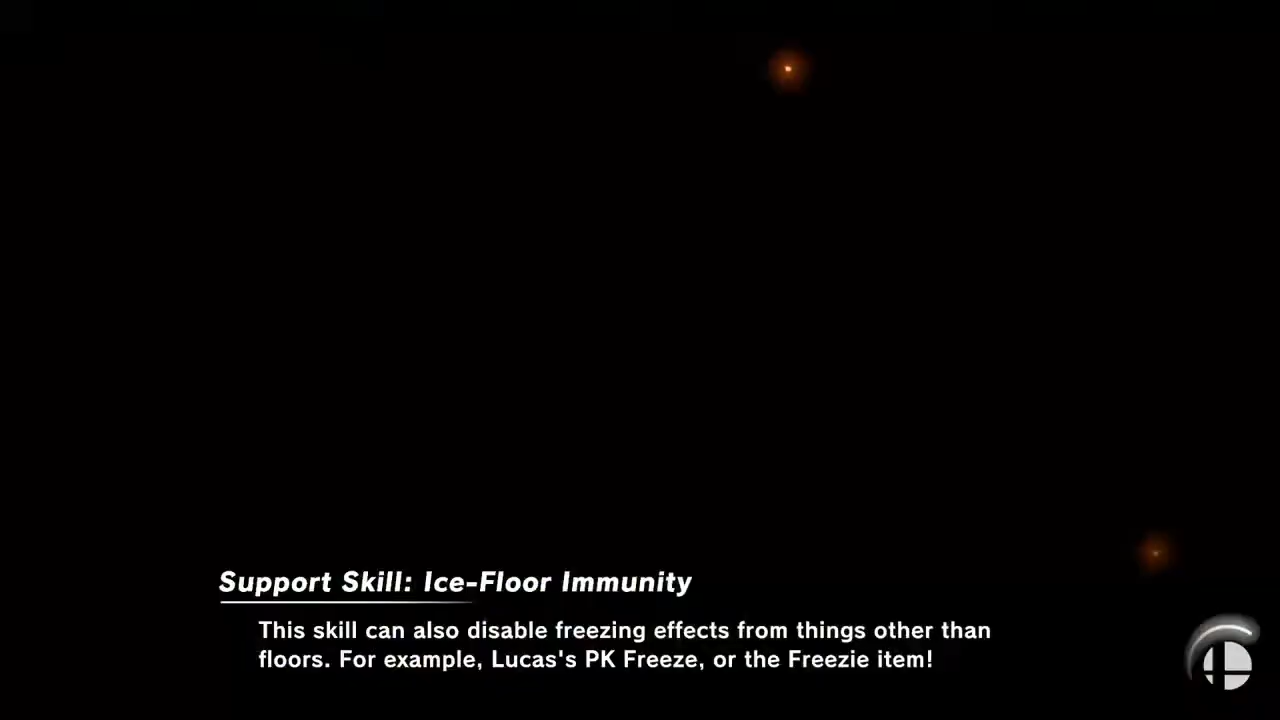 Support Skill: Ice-Floor Immunity
This skill can also disable freezing effects from things other than
floors. For example, Lucas's PK Freeze, or the Freezie item!